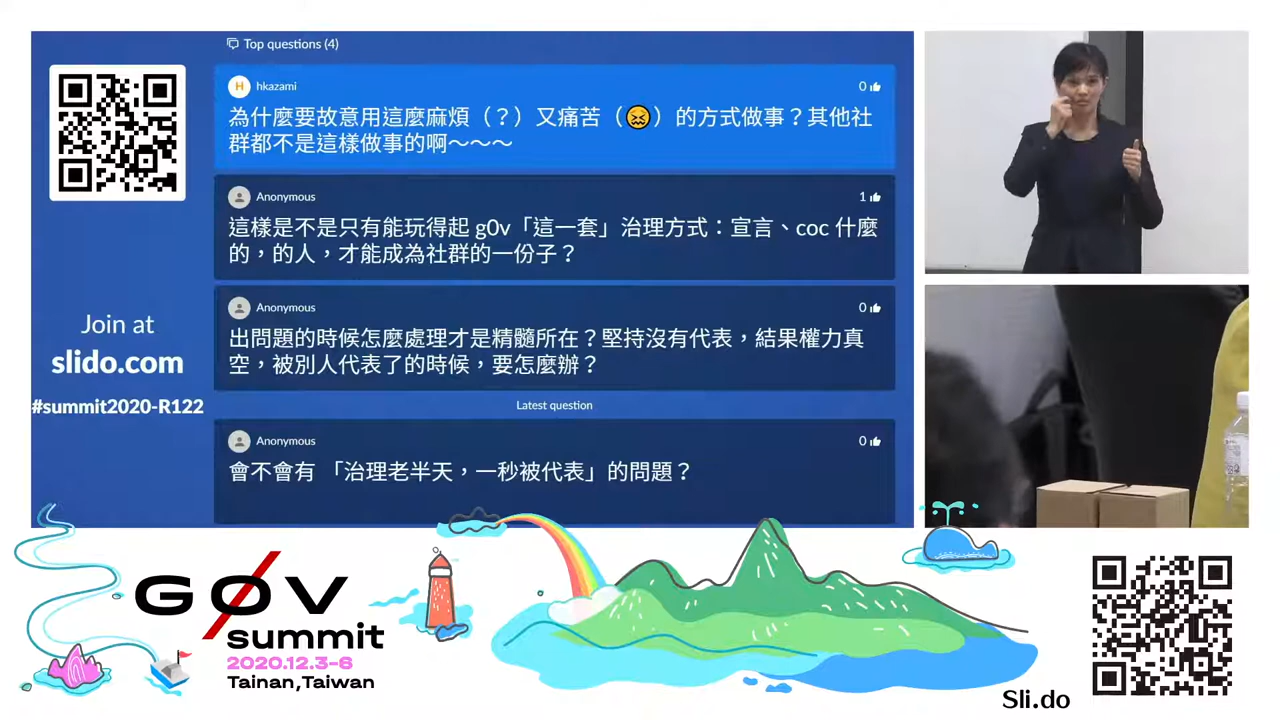 Top questions (4)
H hkazami
0
為什麼要故意用這麼麻煩（？）又痛苦（😖）的方式做事？其他社
群都不是這樣做事的啊～～～
Anonymous
1
這樣是不是只有能玩得起 g0v「這一套」治理方式：宣言、coc 什麼
的，的人，才能成為社群的一份子？
Anonymous
0
出問題的時候怎麼處理才是精髓所在？堅持沒有代表，結果權力真
空，被別人代表了的時候，要怎麼辦？
Latest question
Anonymous
0
會不會有 「治理老半天，一秒被代表」的問題？
Join at
slido.com
#summit2020-R122
G0V
summit
2020.12.3-6
Tainan,Taiwan
Sli.do